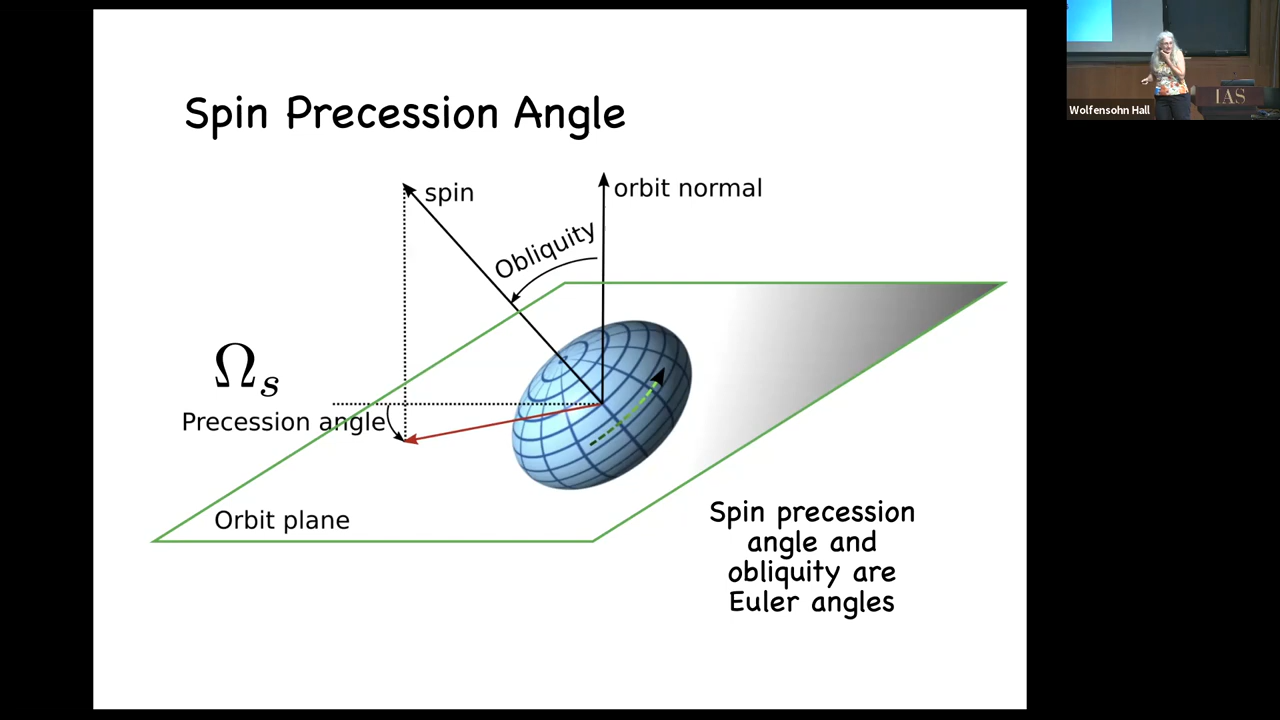 Spin Precession Angle
spin
orbit normal
Obliquity
Ωs
Precession angle
Orbit plane
Spin precession
angle and
obliquity are
Euler angles
IAS
Wolfensohn Hall